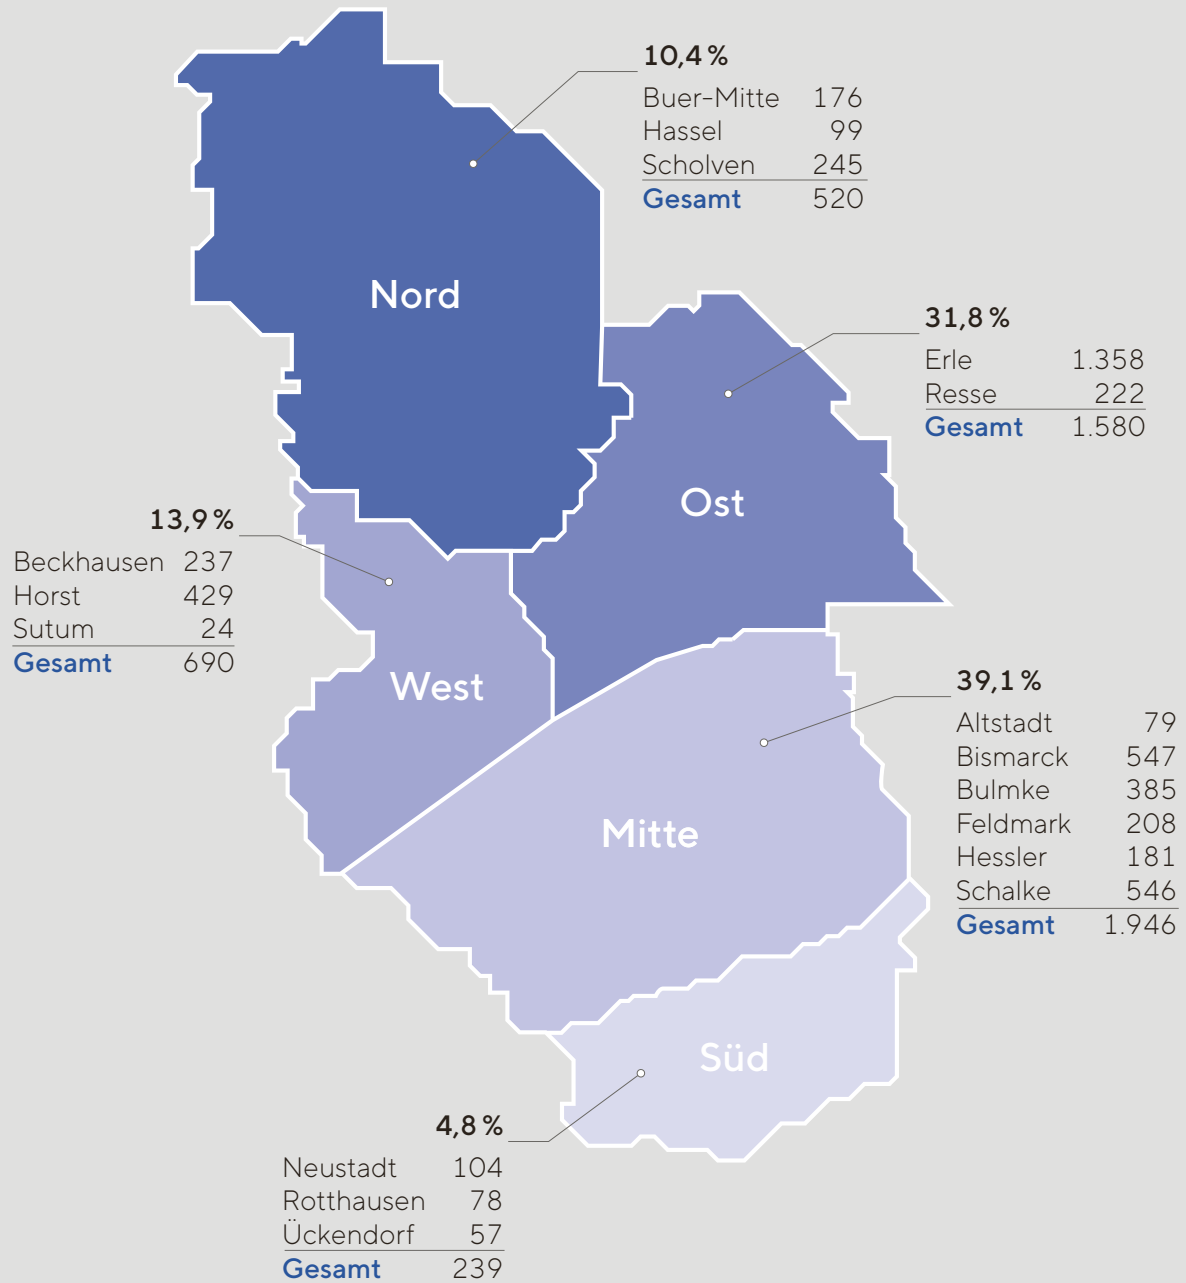 10,4 %
Buer-Mitte 176
Hassel 99
Scholven 245
Gesamt 520
Nord
31,8 %
Erle 1.358
Resse 222
Gesamt 1.580
Ost
13,9 %
Beckhausen 237
Horst 429
Sutum 24
Gesamt 690
West
39,1 %
Altstadt 79
Bismarck 547
Bulmke 385
Feldmark 208
Hessler 181
Schalke 546
Gesamt 1.946
Mitte
Süd
4,8 %
Neustadt 104
Rotthausen 78
Ückendorf 57
Gesamt 239